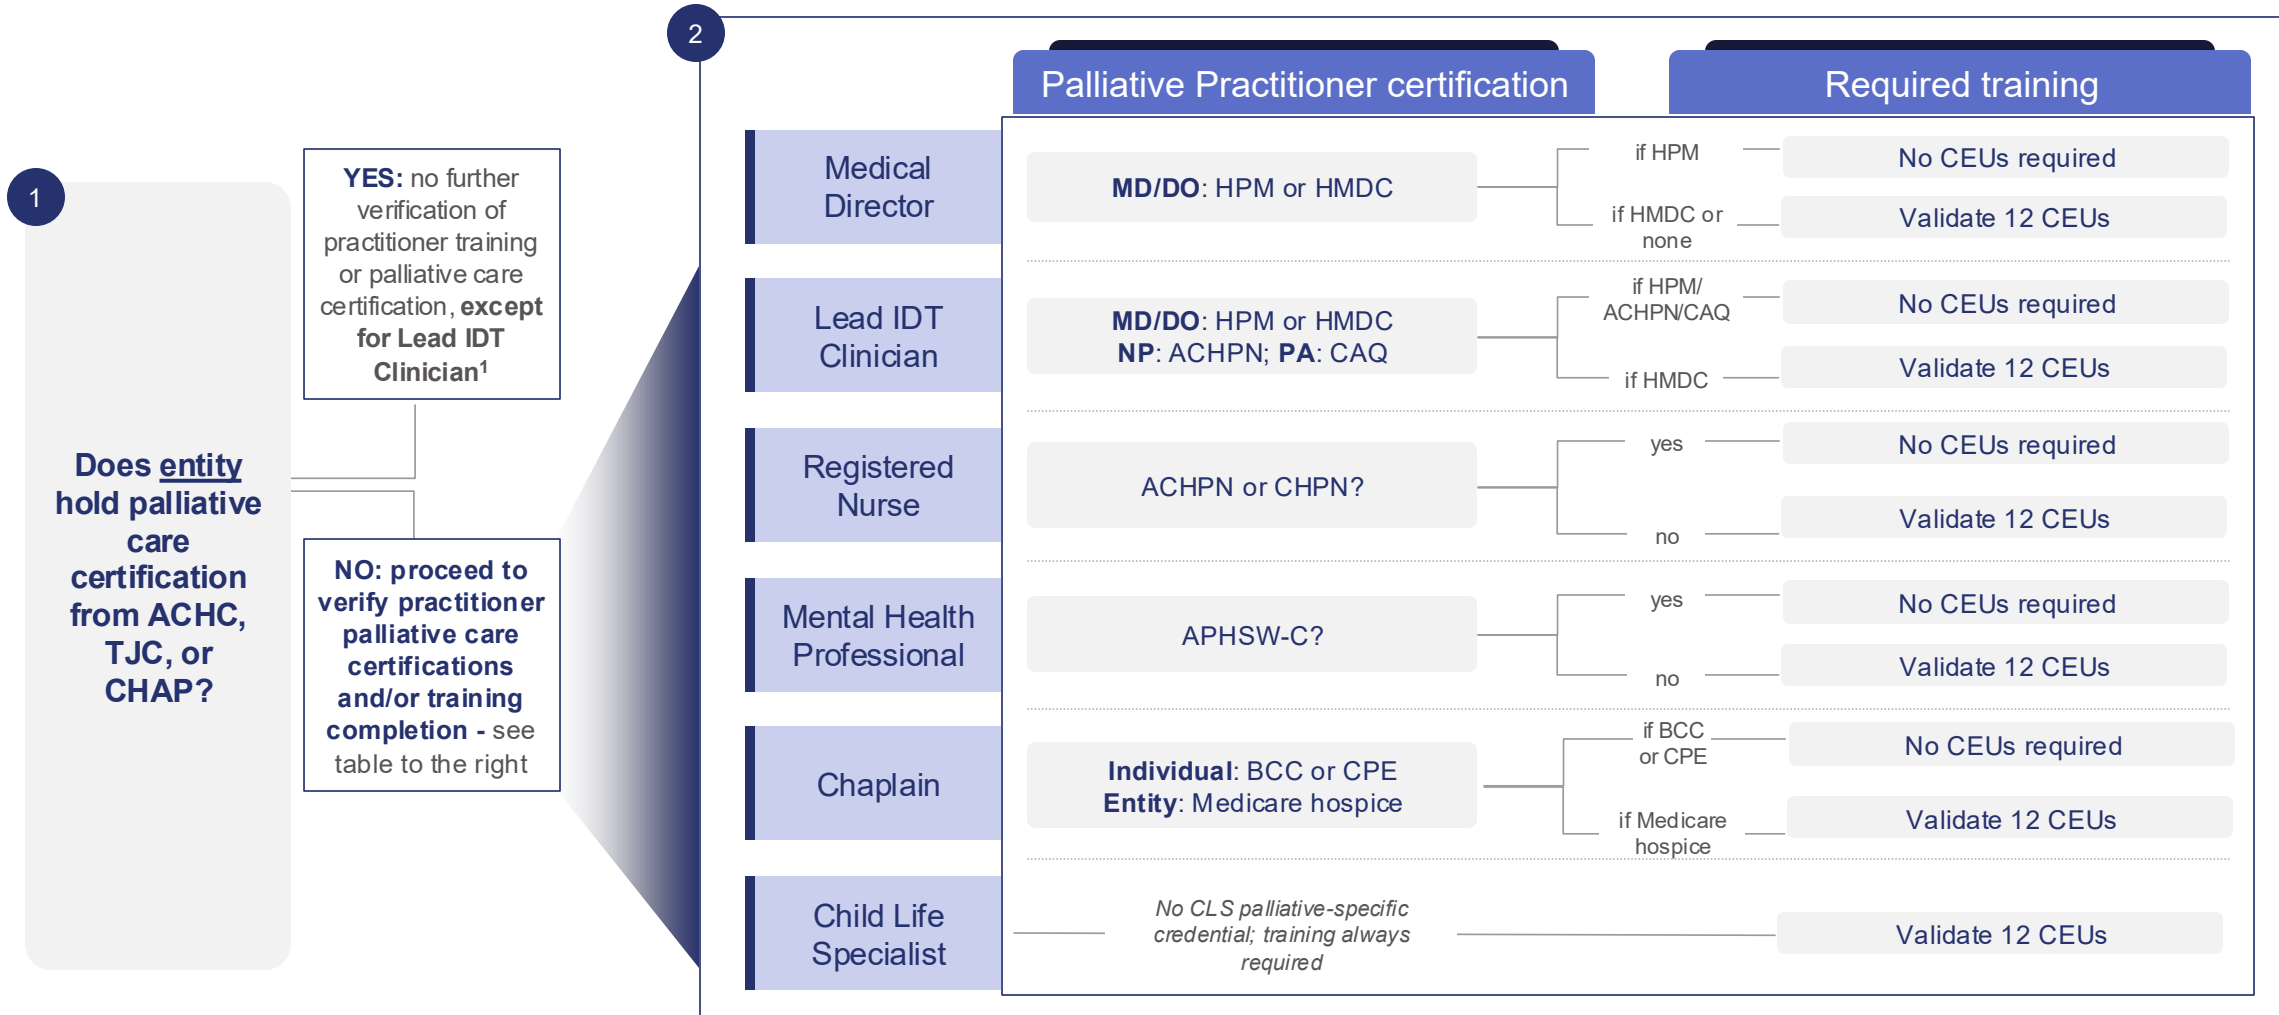 1
Does entity
hold palliative
care
certification
from ACHC,
TJC, or
CHAP?
YES: no further
verification of
practitioner training
or palliative care
certification, except
for Lead IDT
Clinician¹
NO: proceed to
verify practitioner
palliative care
certifications
and/or training
completion - see
table to the right
2
Palliative Practitioner certification
Required training
Medical
Director
MD/DO: HPM or HMDC
if HPM
No CEUs required
if HMDC or
none
Validate 12 CEUs
Lead IDT
Clinician
MD/DO: HPM or HMDC
NP: ACHPN; PA: CAQ
if HPM/
ACHPN/CAQ
No CEUs required
if HMDC
Validate 12 CEUs
Registered
Nurse
ACHPN or CHPN?
yes
No CEUs required
no
Validate 12 CEUs
Mental Health
Professional
APHSW-C?
yes
No CEUs required
no
Validate 12 CEUs
Chaplain
Individual: BCC or CPE
Entity: Medicare hospice
if BCC
or CPE
No CEUs required
if Medicare
hospice
Validate 12 CEUs
Child Life
Specialist
No CLS palliative-specific
credential; training always
required
Validate 12 CEUs